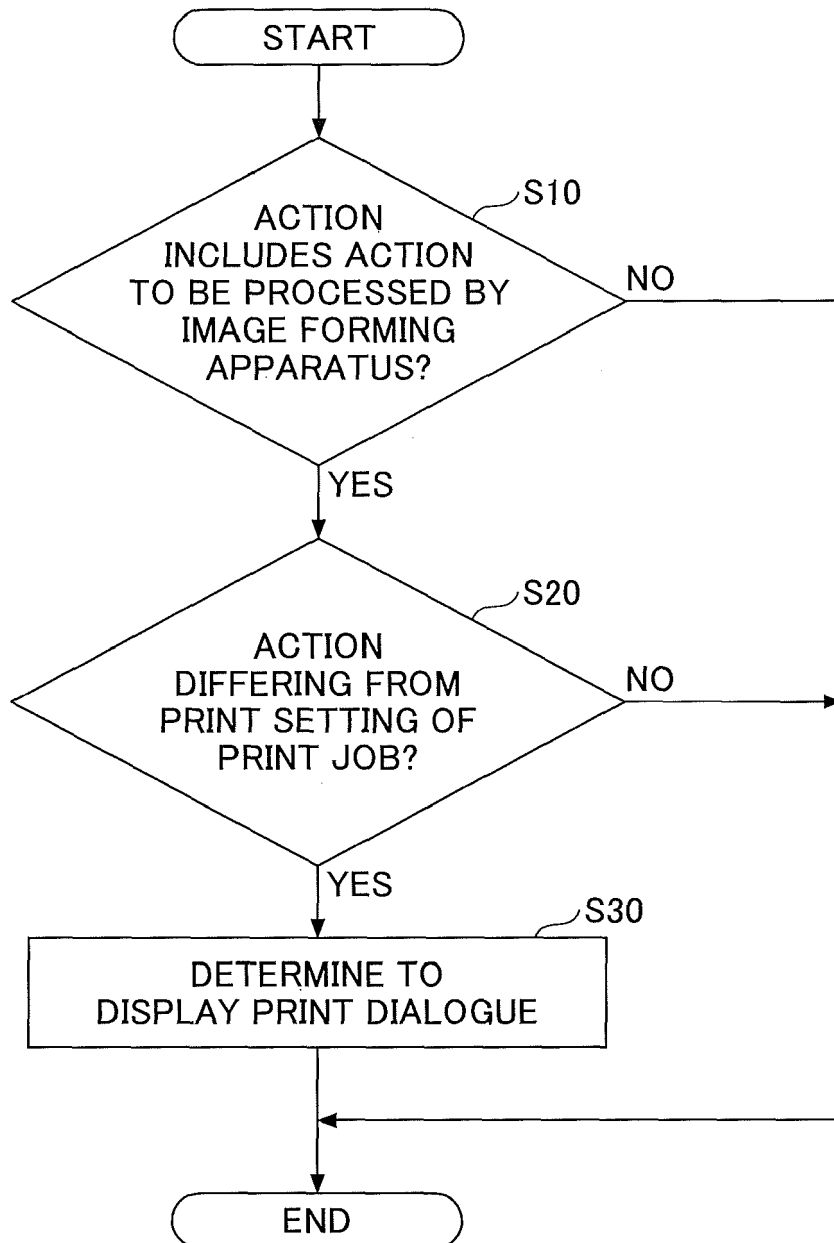 START
S10
ACTION
INCLUDES ACTION
TO BE PROCESSED BY
IMAGE FORMING
APPARATUS?
NO
YES
S20
ACTION
DIFFERING FROM
PRINT SETTING OF
PRINT JOB?
NO
YES
S30
DETERMINE TO
DISPLAY PRINT DIALOGUE
END